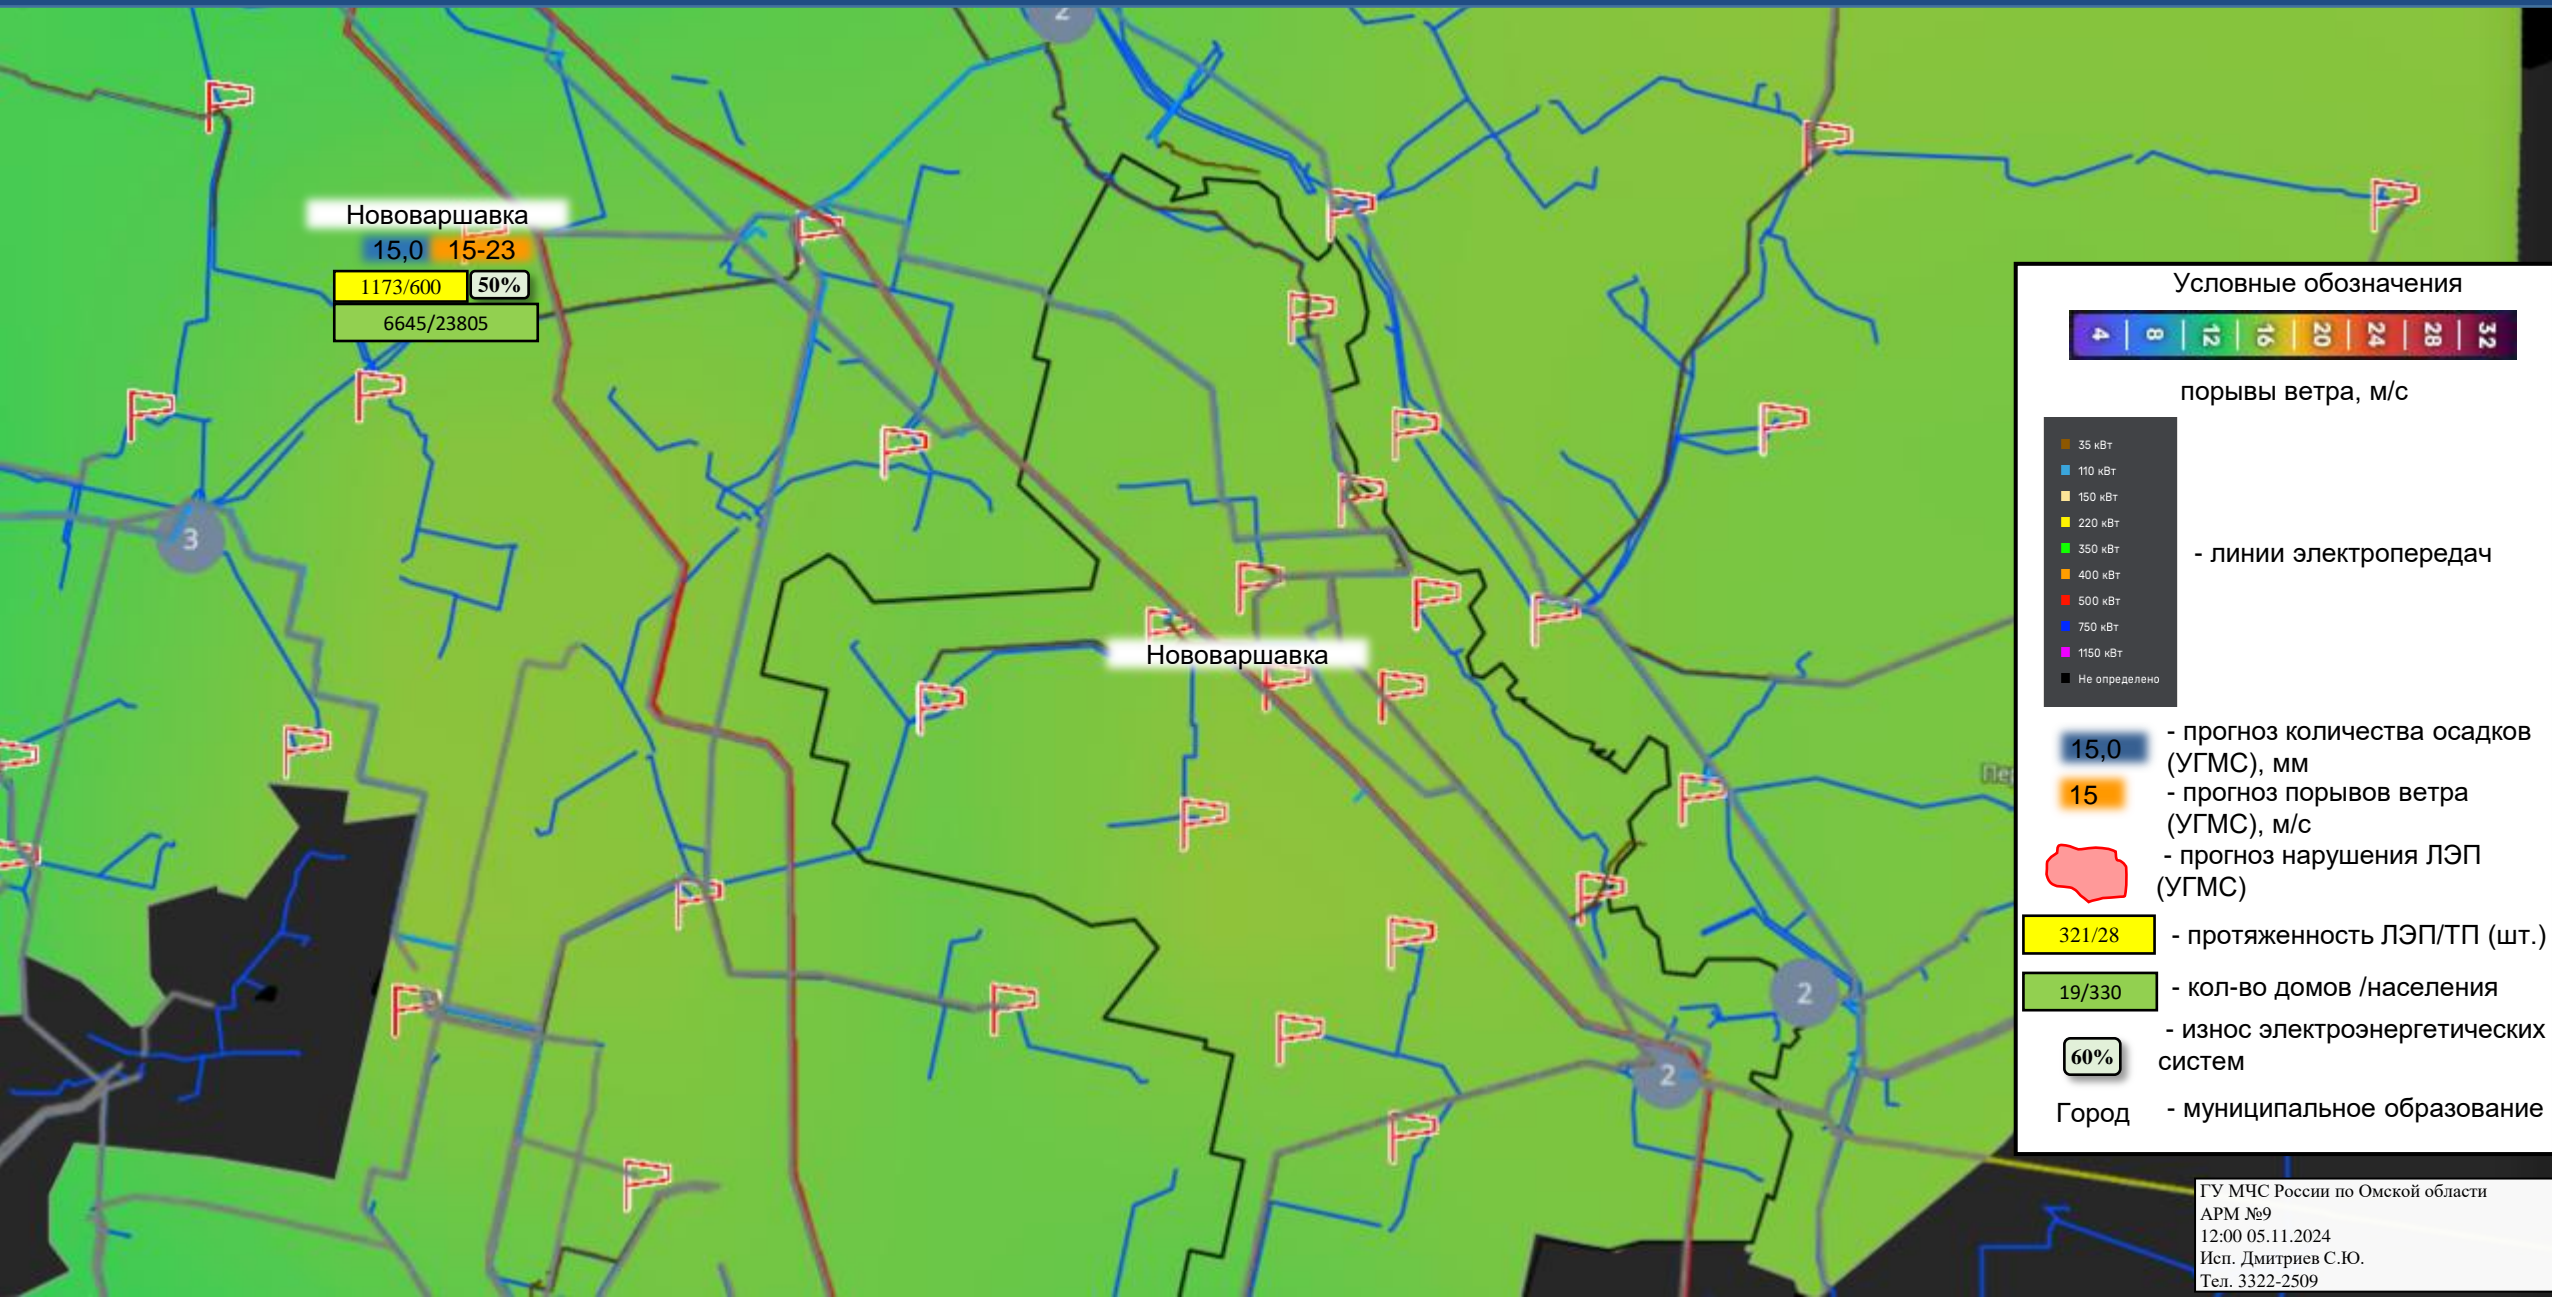 2
Нововаршавка
15,0 15-23
1173/600 50%
6645/23805
3
Нововаршавка
2
2
Условные обозначения
4 8 12 16 20 24 28 32
порывы ветра, м/с
35 кВт
110 кВт
150 кВт
220 кВт
350 кВт
400 кВт
500 кВт
750 кВт
1150 кВт
Не определено
- линии электропередач
15,0 - прогноз количества осадков
(УГМС), мм
15 - прогноз порывов ветра
(УГМС), м/с
- прогноз нарушения ЛЭП
(УГМС)
321/28 - протяженность ЛЭП/ТП (шт.)
19/330 - кол-во домов /населения
60% - износ электроэнергетических
систем
Город - муниципальное образование
ГУ МЧС России по Омской области
АРМ №9
12:00 05.11.2024
Исп. Дмитриев С.Ю.
Тел. 3322-2509